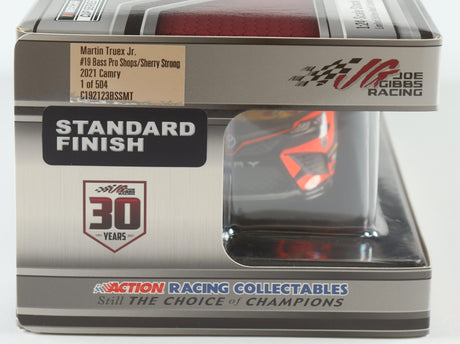 Martin Truex Jr.
#19 Bass Pro Shops/Sherry Strong
2021 Camry
1 of 504
C192123BSSMT
JG JOE
GIBBS
RACING
STANDARD
FINISH
30
YEARS
ACTION RACING COLLECTABLES
Still THE CHOICE of CHAMPIONS